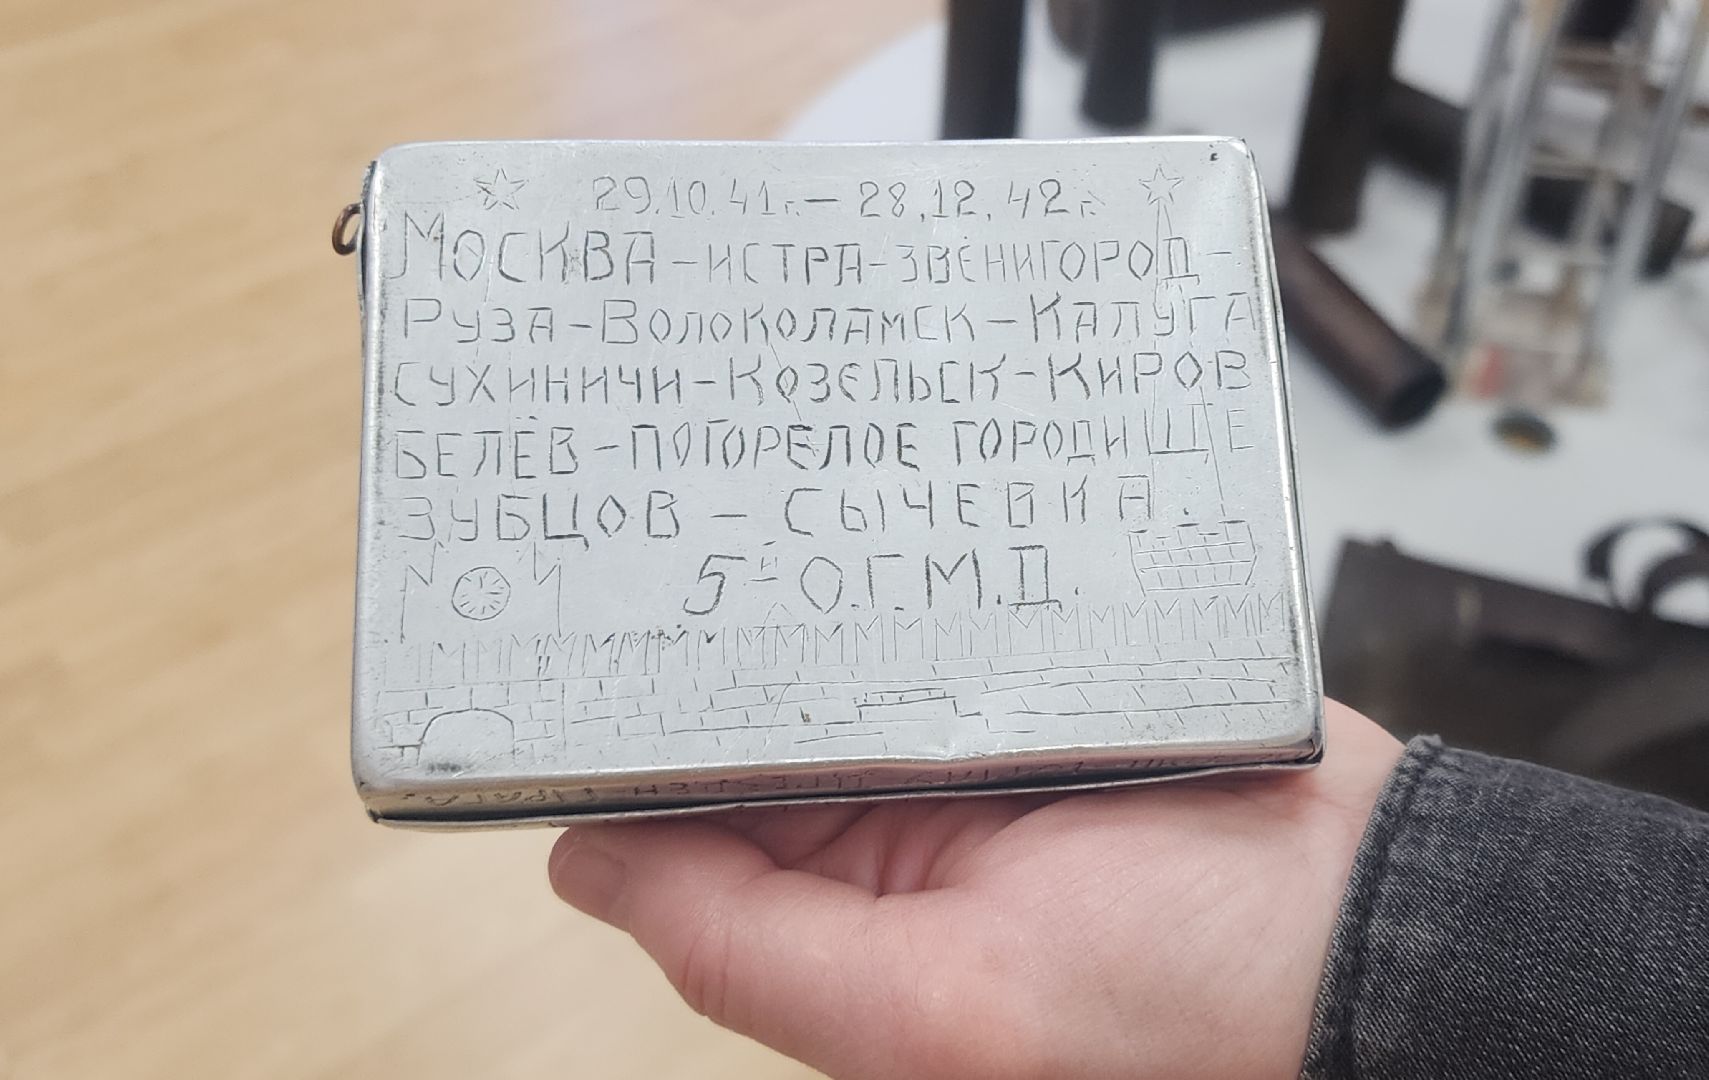 29.10.41г.— 28.12.42г.
МОСКВА – ИСТРА – ЗВЕНИГОРОД –
РУЗА – ВОЛОКОЛАМСК – КАЛУГА
СУХИНИЧИ – КОЗЕЛЬСК – КИРОВ
БЕЛЁВ – ПОГОРЕЛОЕ ГОРОДИЩЕ
ЗУБЦОВ – СЫЧЕВКА.
5-й О.Г.М.Д.